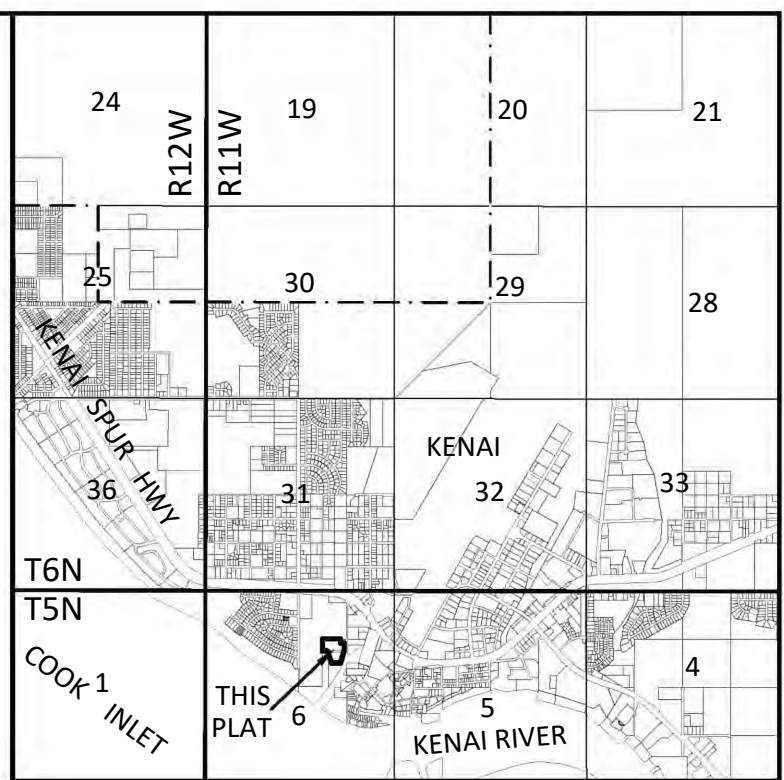 24
19
20
21
R12W
R11W
25
30
29
28
KENAI SPUR HWY
36
31
KENAI
32
33
T6N
T5N
COOK INLET
1
THIS
PLAT
6
5
4
KENAI RIVER